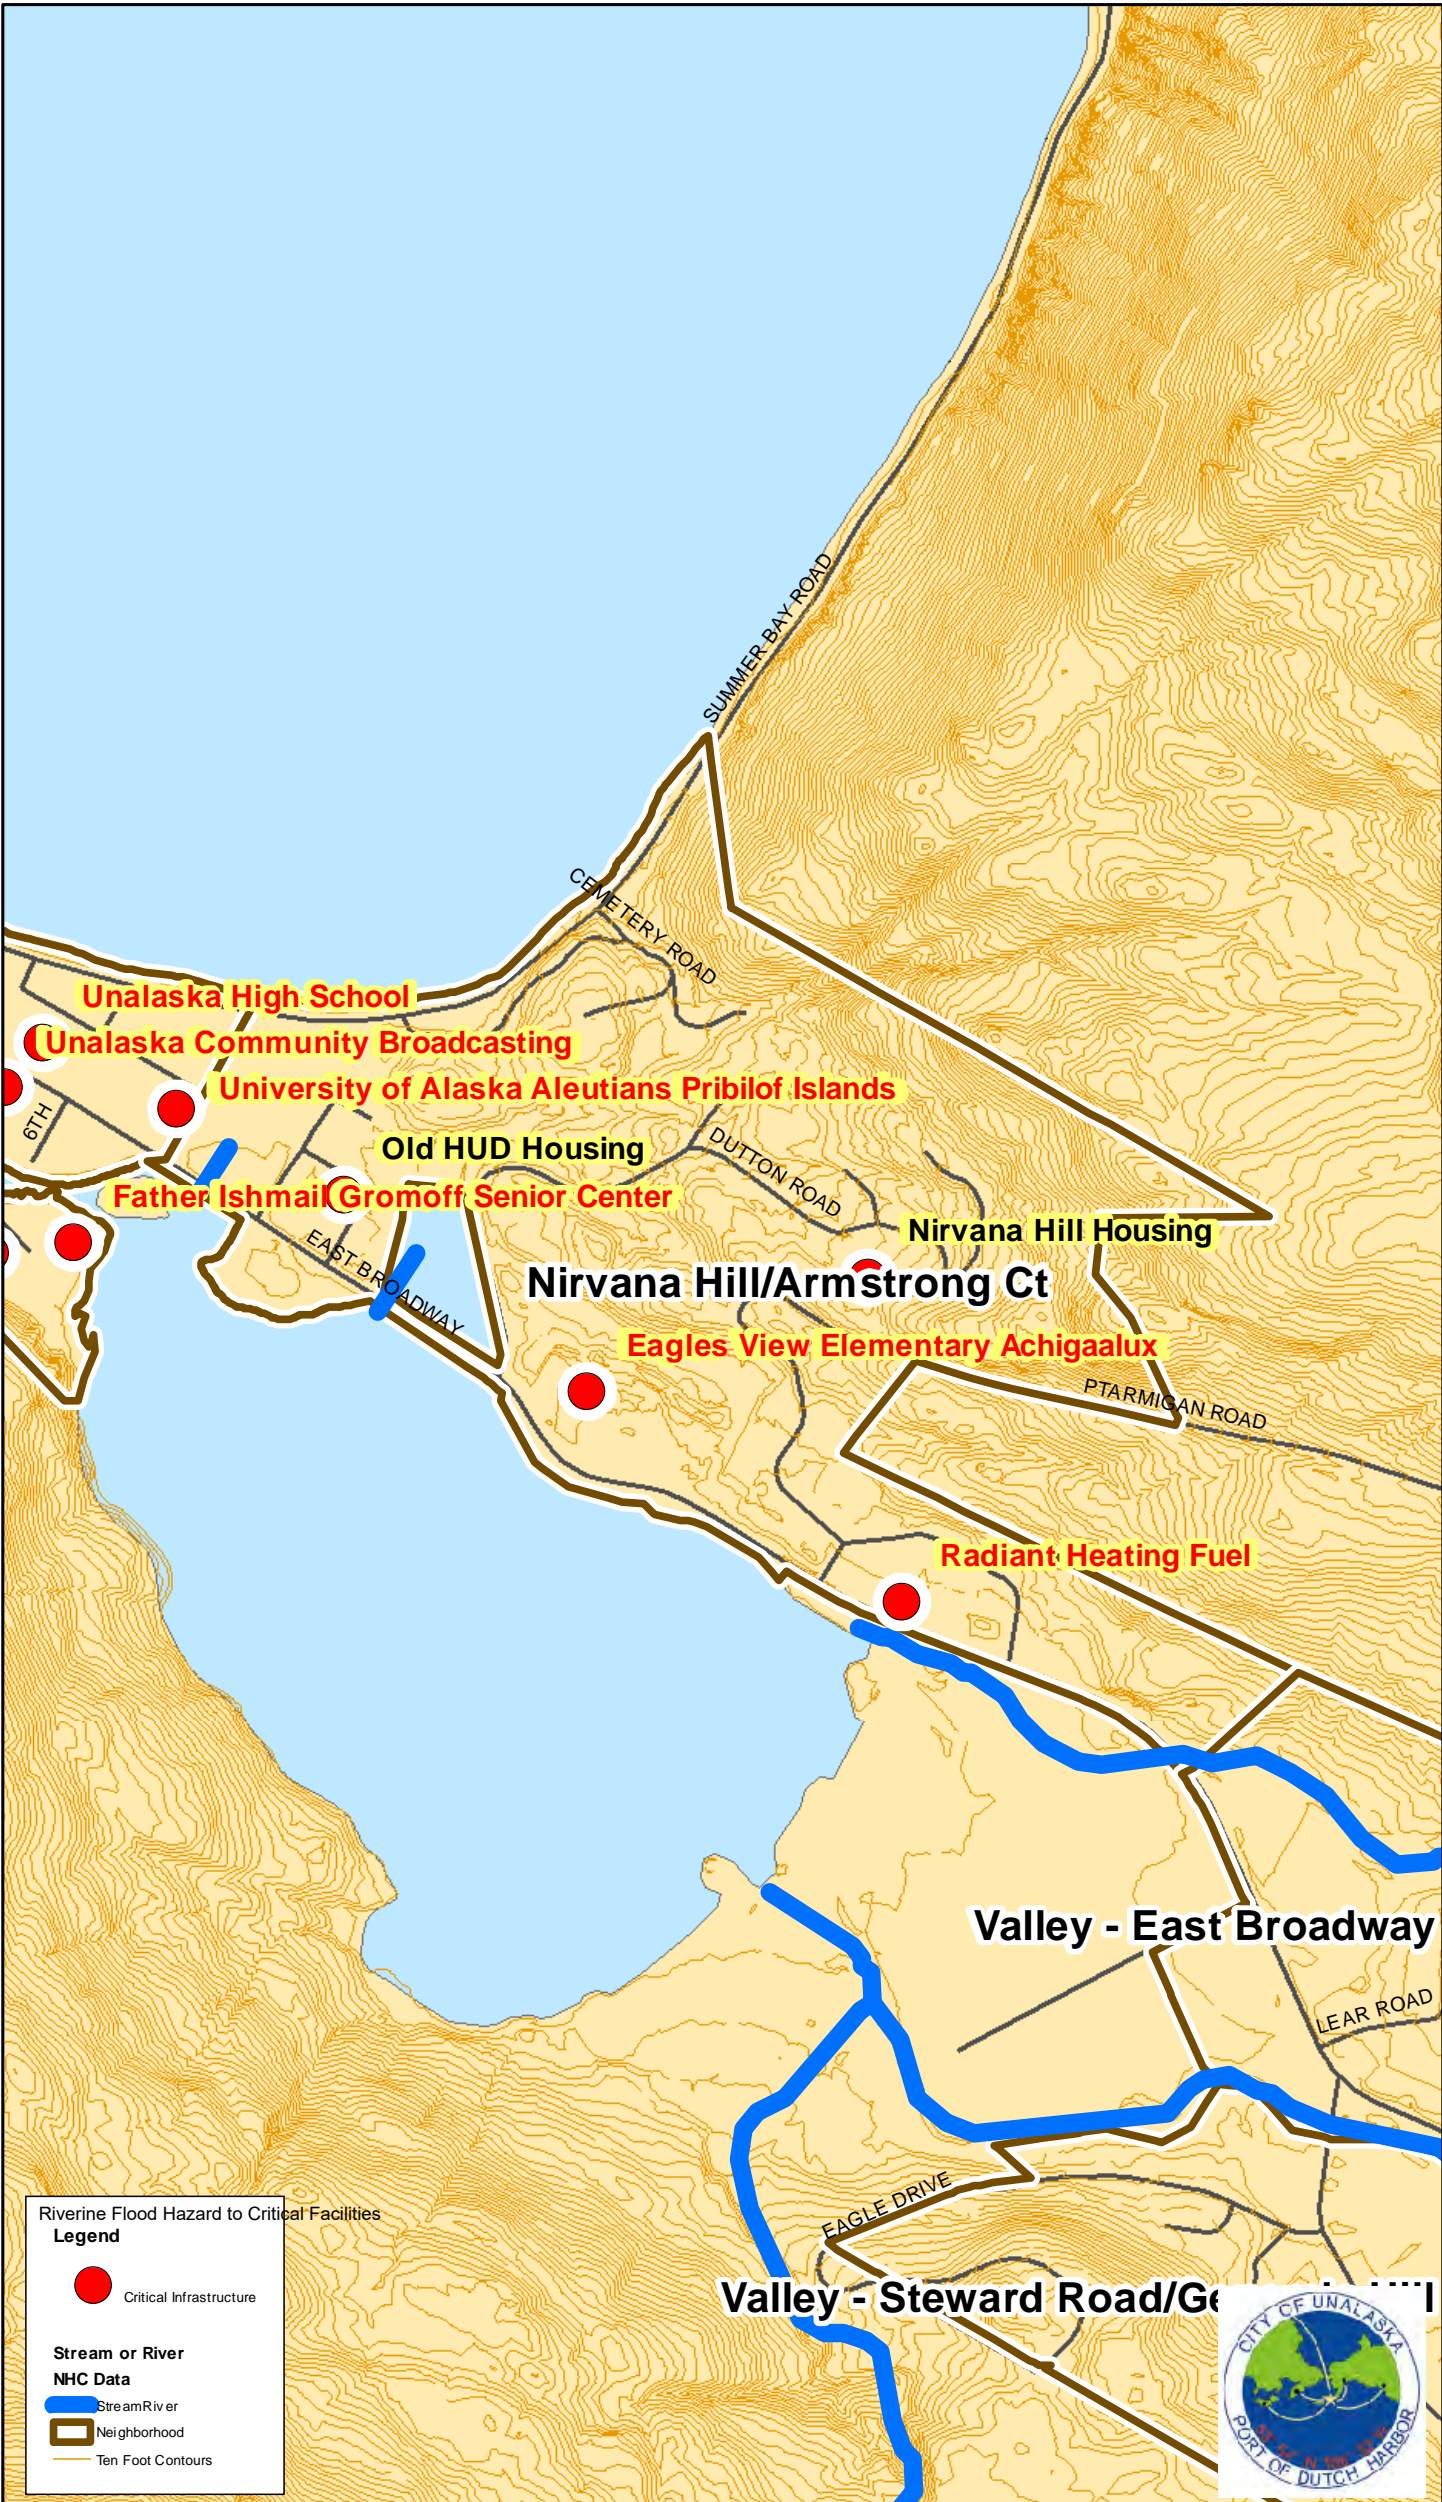 SUMMER BAY ROAD
CEMETERY ROAD
Unalaska High School
Unalaska Community Broadcasting
University of Alaska Aleutians Pribilof Islands
6TH
Old HUD Housing
DUTTON ROAD
Father Ishmail Gromoff Senior Center
Nirvana Hill Housing
EAST BROADWAY
Nirvana Hill/Armstrong Ct
Eagles View Elementary Achigaalux
PTARMIGAN ROAD
Radiant Heating Fuel
Valley - East Broadway
LEAR ROAD
EAGLE DRIVE
Valley - Steward Road/Ge
Riverine Flood Hazard to Critical Facilities
Legend
Critical Infrastructure
Stream or River
NHC Data
StreamRiver
Neighborhood
Ten Foot Contours
CITY OF UNALASKA
PORT OF DUTCH HARBOR